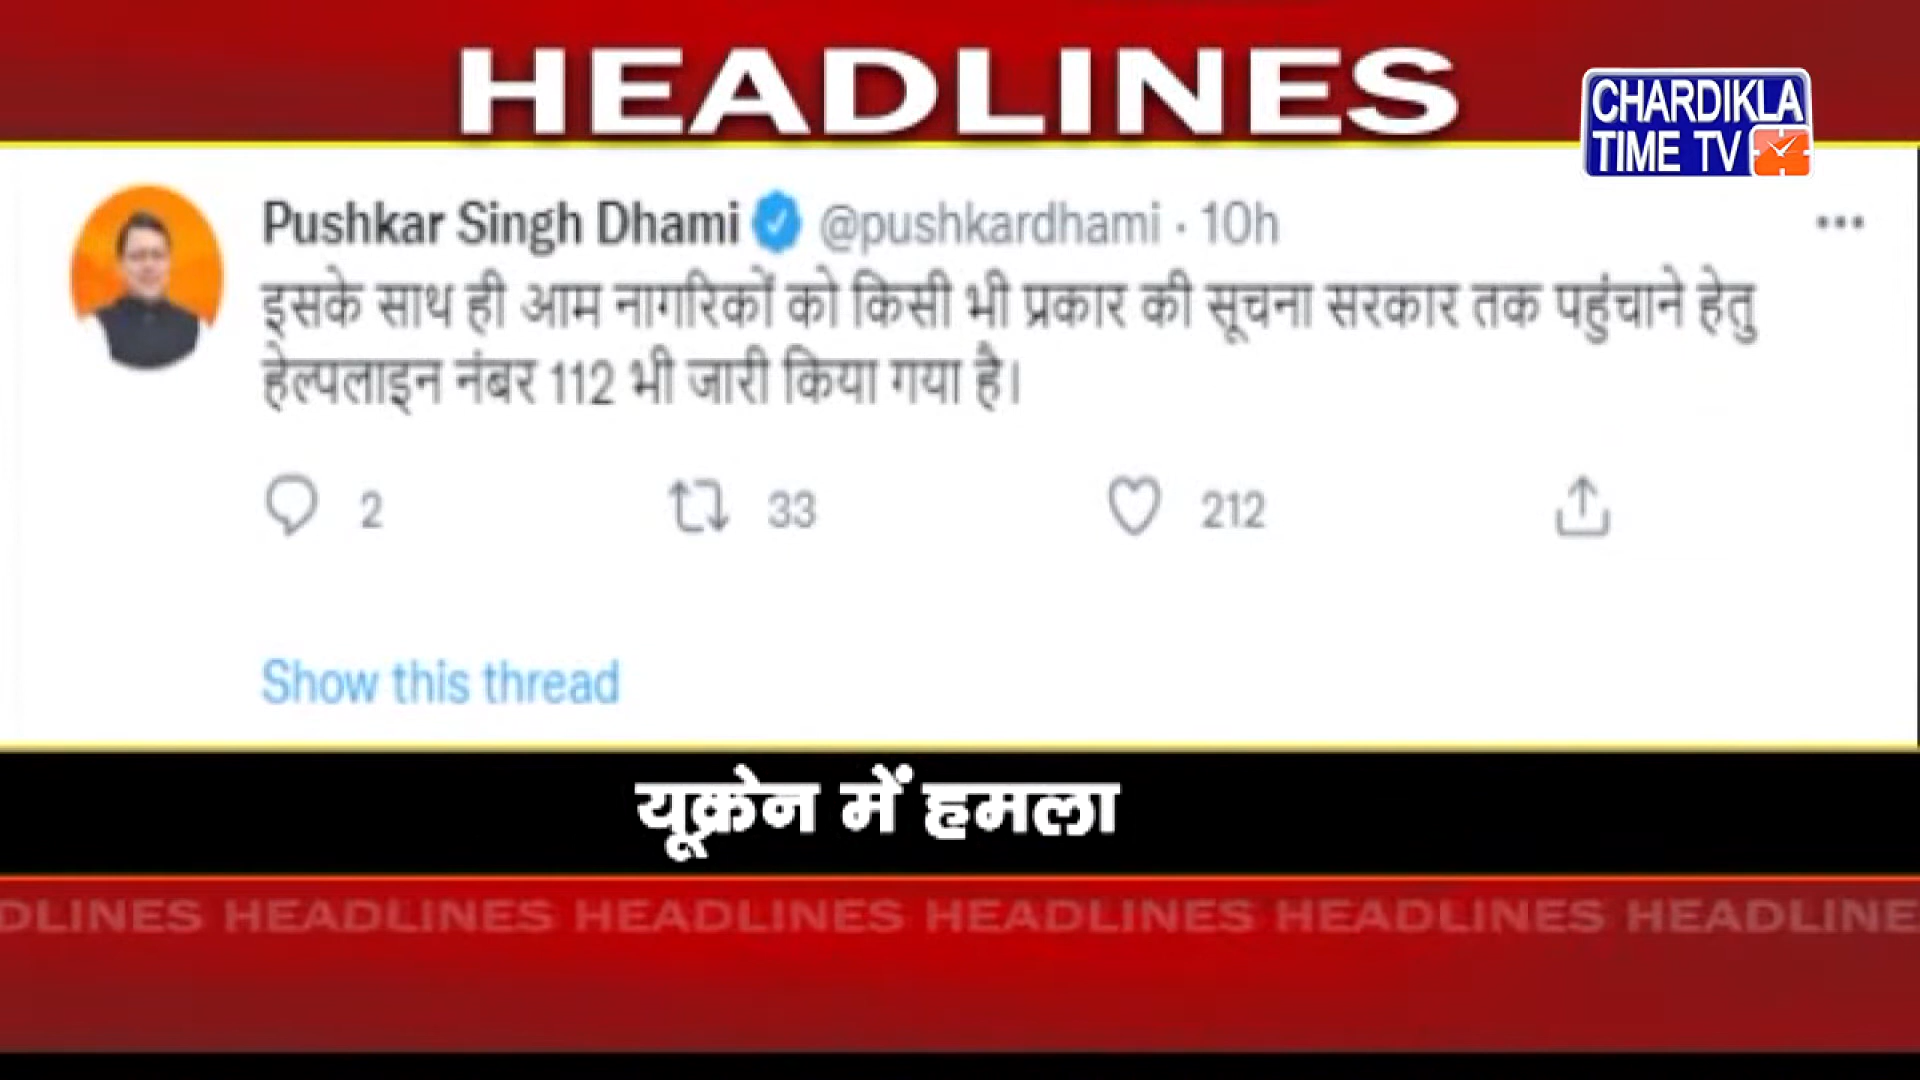 HEADLINES
CHARDIKLA
TIME TV
Pushkar Singh Dhami @pushkardhami · 10h
इसके साथ ही आम नागरिकों को किसी भी प्रकार की सूचना सरकार तक पहुंचाने हेतु
हेल्पलाइन नंबर 112 भी जारी किया गया है।
2 33 212
Show this thread
यूक्रेन में हमला
DLINES HEADLINES HEADLINES HEADLINES HEADLINES HEADLINE